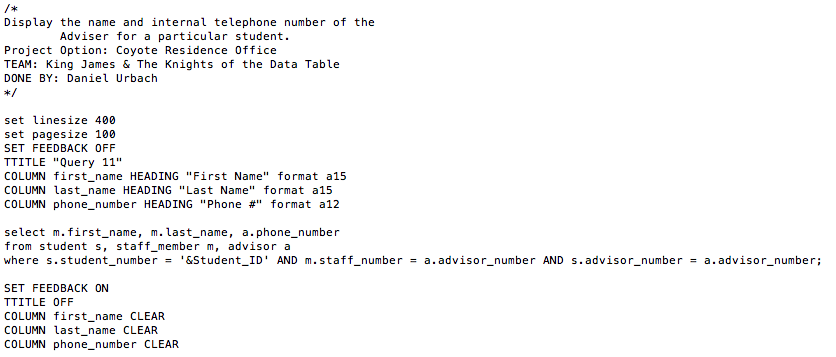 /*
Display the name and internal telephone number of the
Adviser for a particular student.
Project Option: Coyote Residence Office
TEAM: King James & The Knights of the Data Table
DONE BY: Daniel Urbach
*/
set linesize 400
set pagesize 100
SET FEEDBACK OFF
TTITLE "Query 11"
COLUMN first_name HEADING "First Name" format a15
COLUMN last_name HEADING "Last Name" format a15
COLUMN phone_number HEADING "Phone #" format a12
select m.first_name, m.last_name, a.phone_number
from student s, staff_member m, advisor a
where s.student_number = '&Student_ID' AND m.staff_number = a.advisor_number AND s.advisor_number = a.advisor_number;
SET FEEDBACK ON
TTITLE OFF
COLUMN first_name CLEAR
COLUMN last_name CLEAR
COLUMN phone_number CLEAR